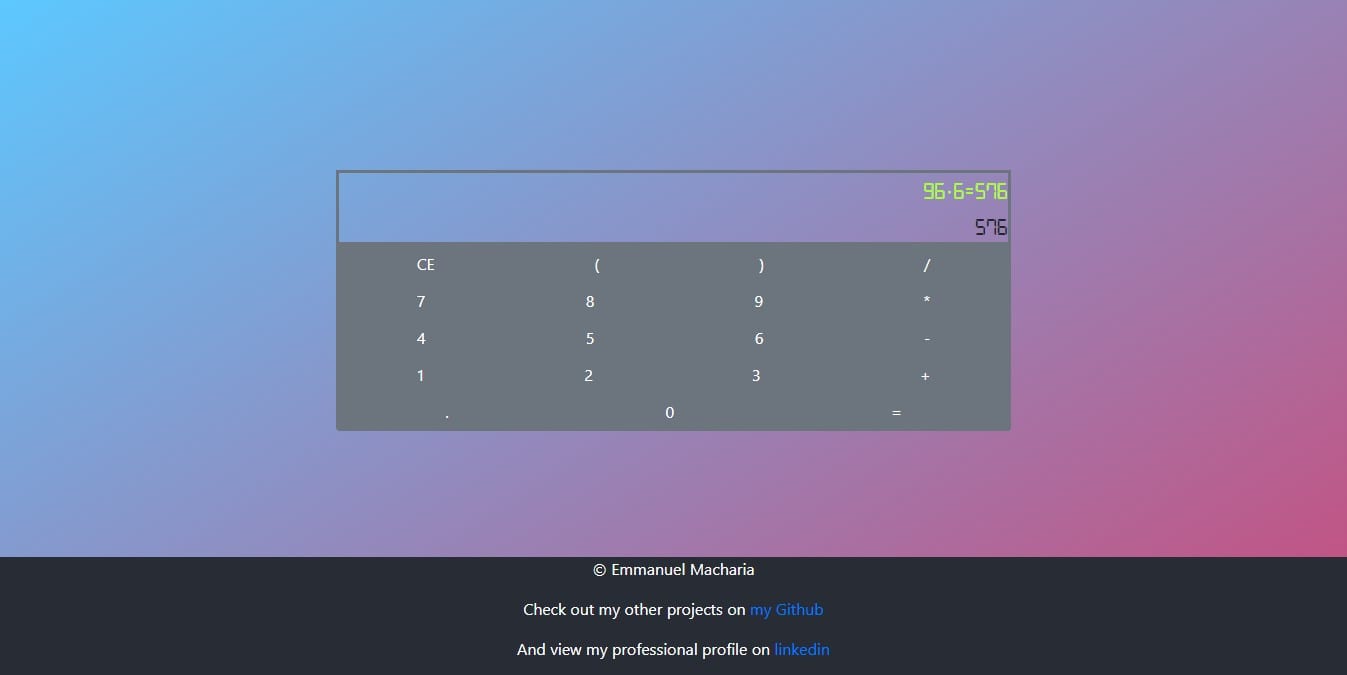 96·6=576
576
CE ( ) /
7 8 9 *
4 5 6 -
1 2 3 +
. 0 =
© Emmanuel Macharia
Check out my other projects on my Github
And view my professional profile on linkedin